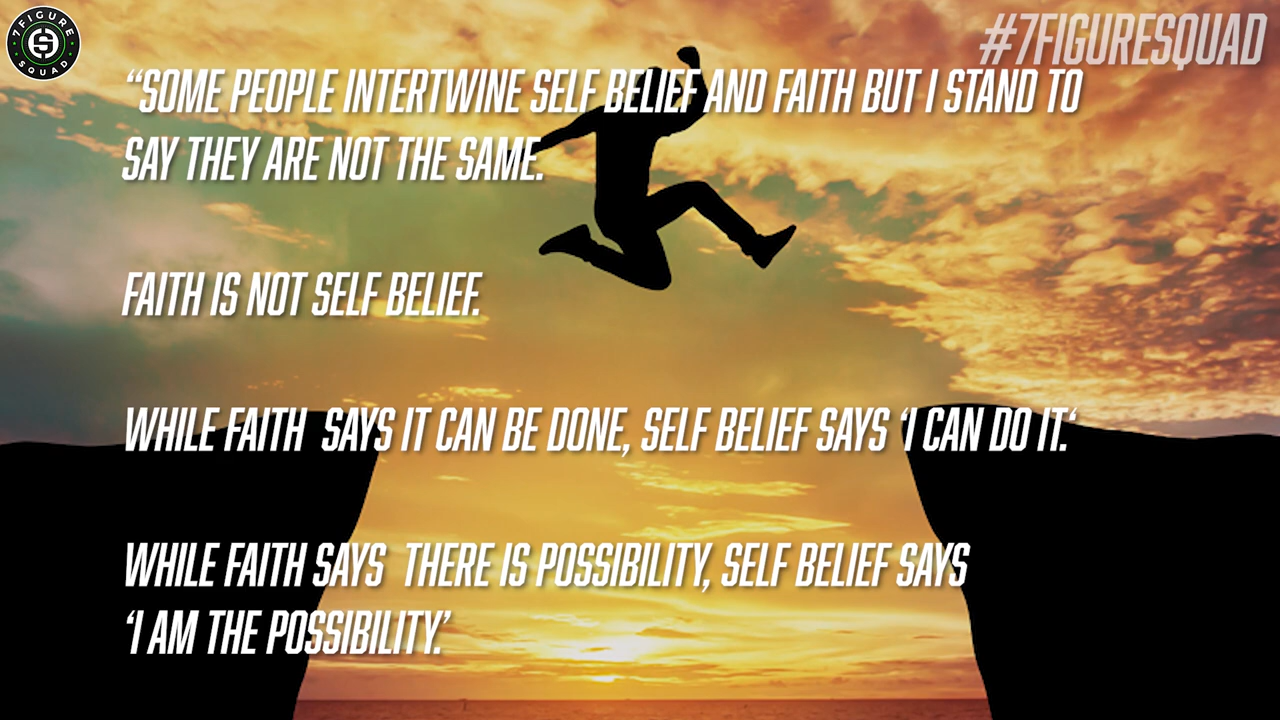 7FIGURE
SQUAD
#7FIGURESQUAD
“SOME PEOPLE INTERTWINE SELF BELIEF AND FAITH BUT I STAND TO
SAY THEY ARE NOT THE SAME.
FAITH IS NOT SELF BELIEF.
WHILE FAITH  SAYS IT CAN BE DONE, SELF BELIEF SAYS ‘I CAN DO IT.‘
WHILE FAITH SAYS  THERE IS POSSIBILITY, SELF BELIEF SAYS
‘I AM THE POSSIBILITY.’